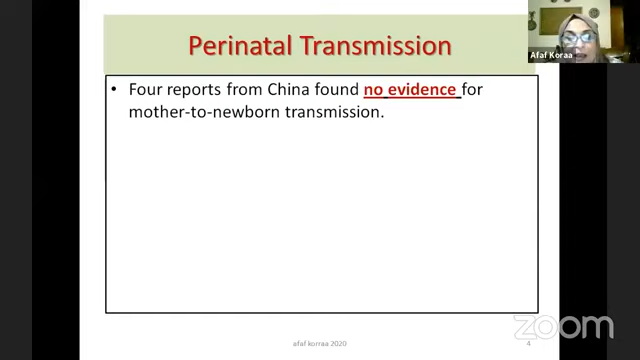 Perinatal Transmission
Afaf Koraa
• Four reports from China found no evidence for
mother-to-newborn transmission.
zoom
afaf korraa 2020
4